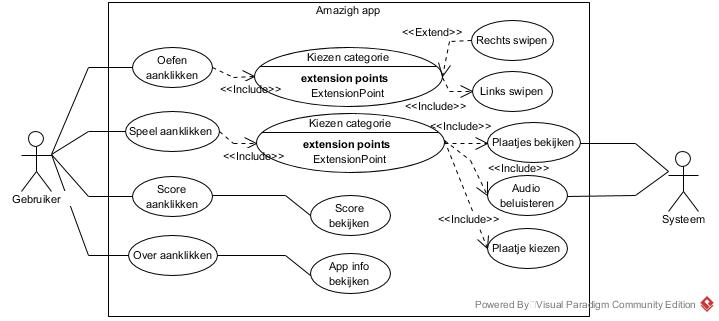 Amazigh app
<<Extend>>
Rechts swipen
Oefen
aanklikken
Kiezen categorie
extension points
ExtensionPoint
<<Include>>
Links swipen
<<Include>>
Speel aanklikken
Kiezen categorie
extension points
ExtensionPoint
<<Include>>
<<Include>>
Plaatjes bekijken
<<Include>>
Gebruiker
Score
aanklikken
Audio
beluisteren
Systeem
Score
bekijken
<<Include>>
Plaatje kiezen
Over aanklikken
App info
bekijken
Powered By Visual Paradigm Community Edition